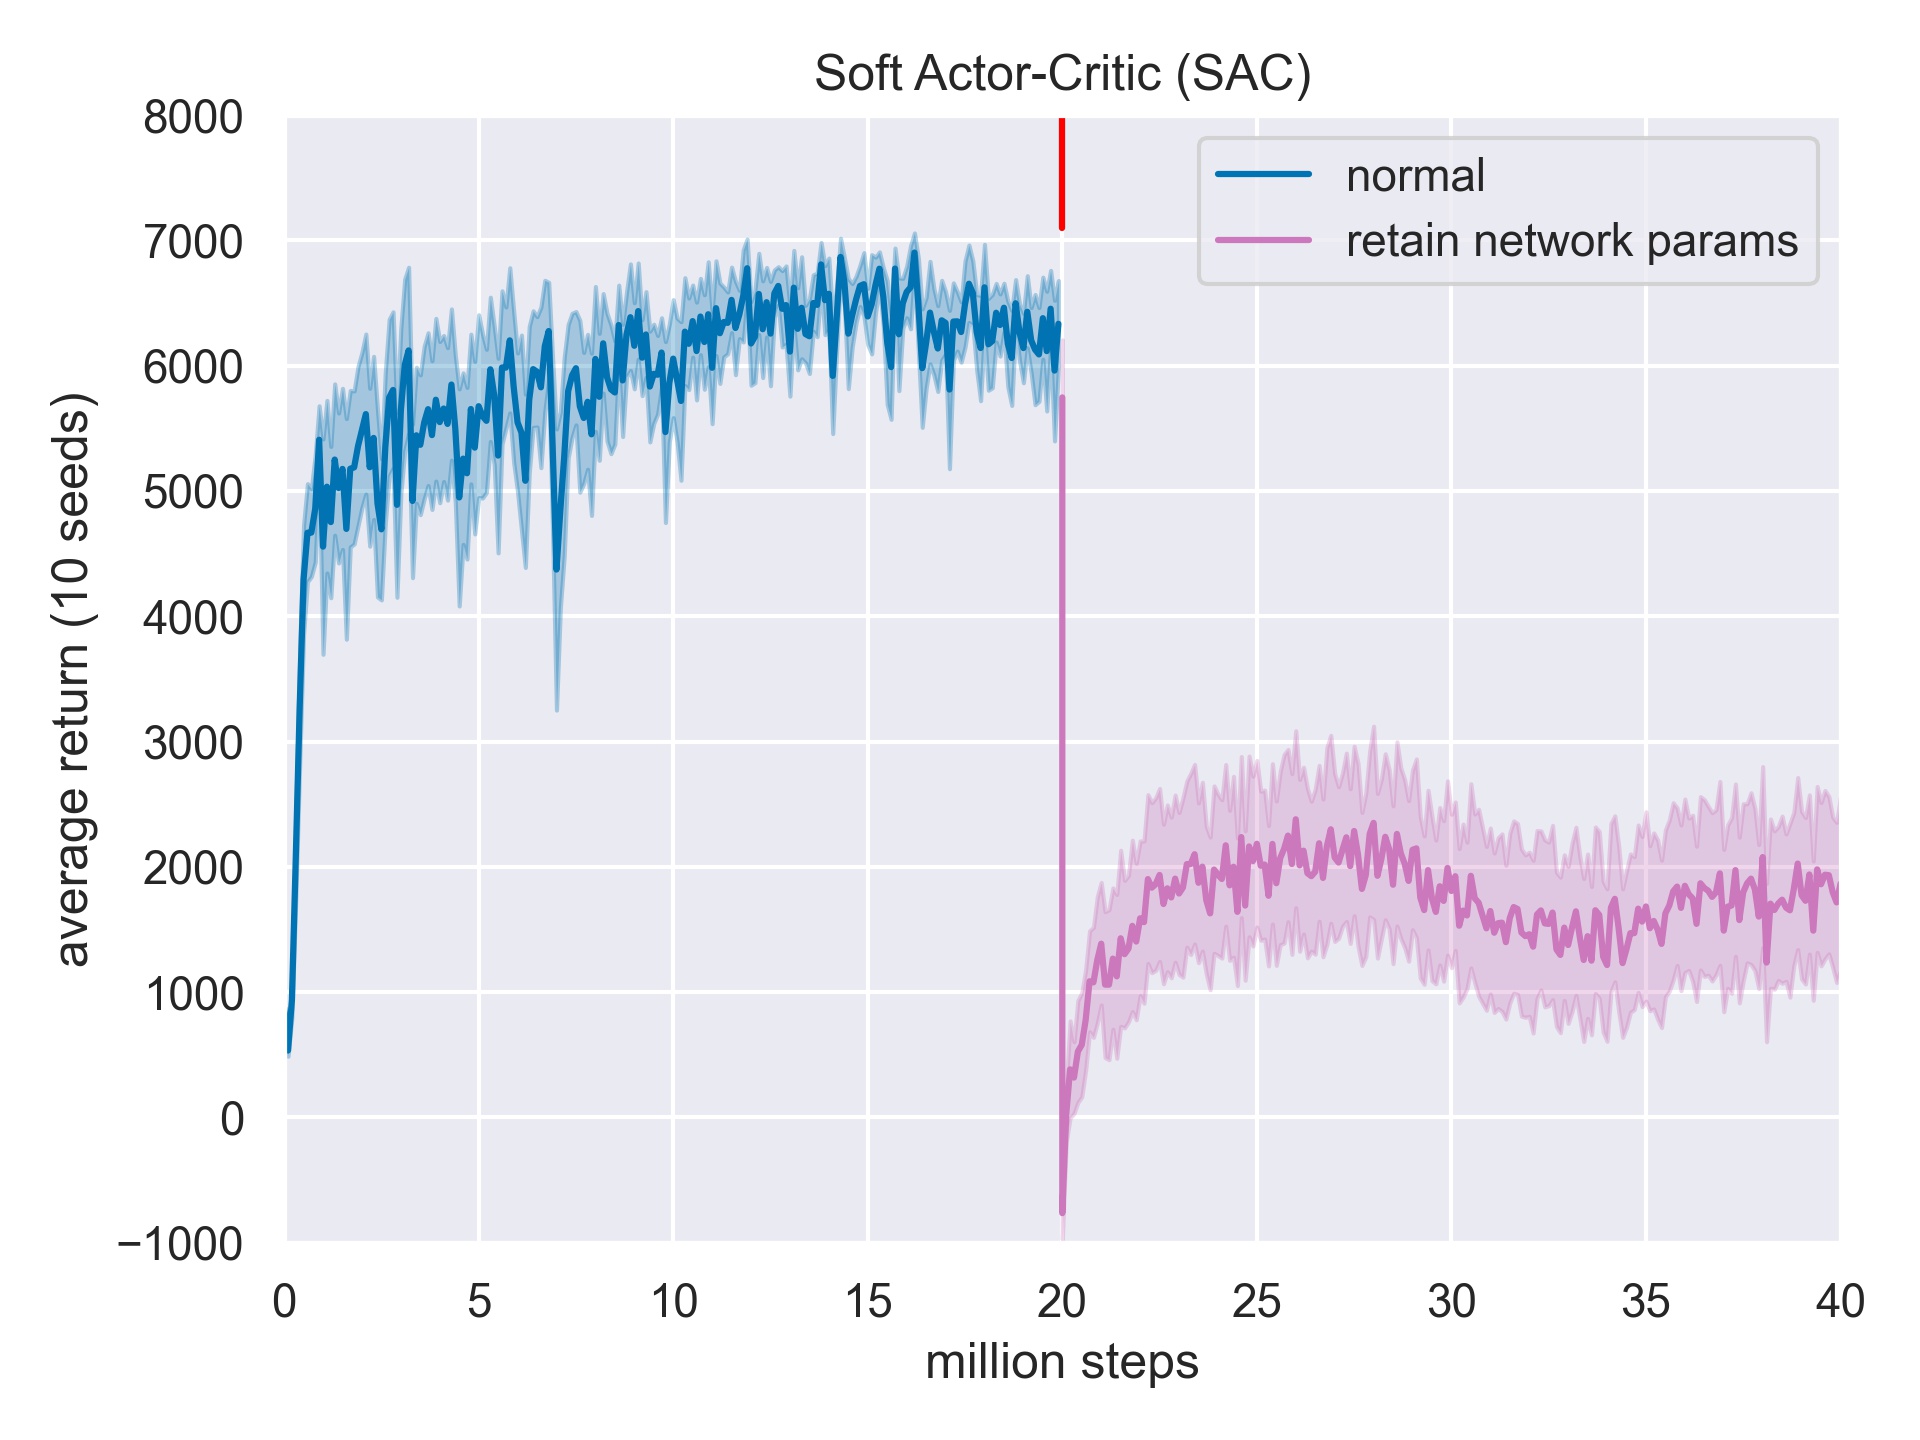 Soft Actor-Critic (SAC)
8000
7000
6000
5000
4000
3000
2000
1000
0
−1000
average return (10 seeds)
normal
retain network params
0 5 10 15 20 25 30 35 40
million steps